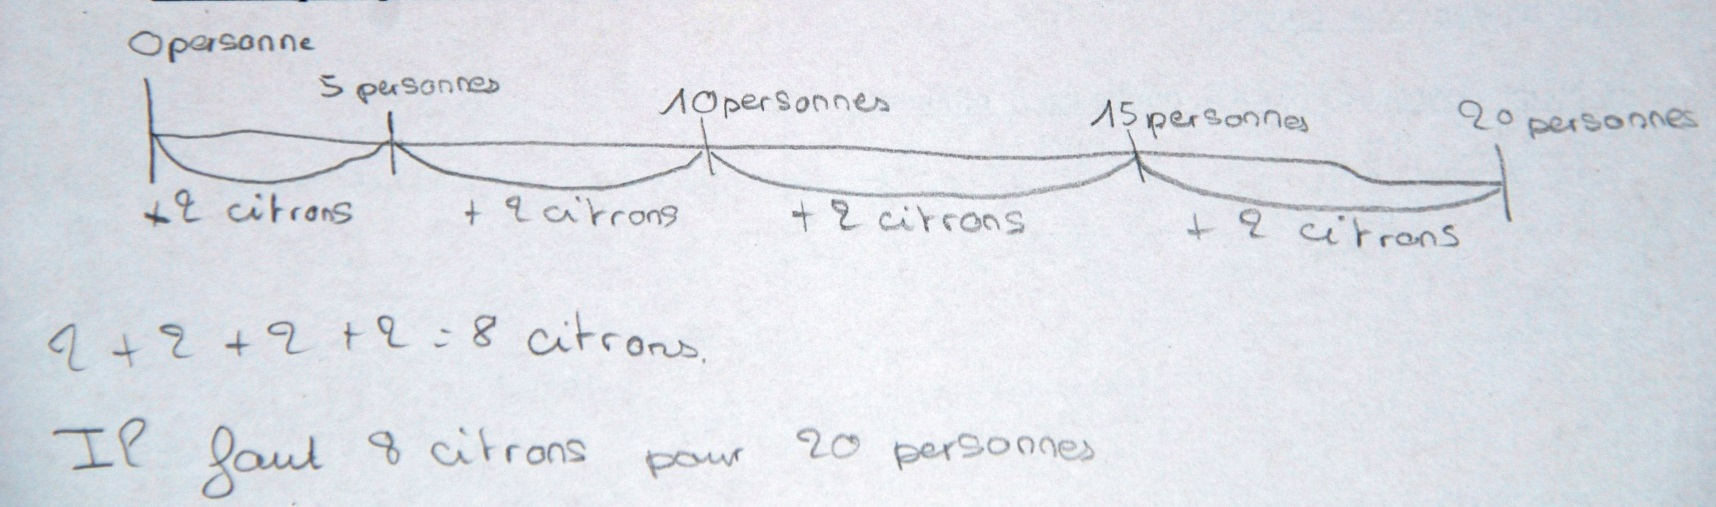 0 personne
5 personnes
10 personnes
15 personnes
20 personnes
+2 citrons
+ 2 citrons
+ 2 citrons
+ 2 citrons
2 + 2 + 2 + 2 = 8 citrons.
Il faut 8 citrons pour 20 personnes